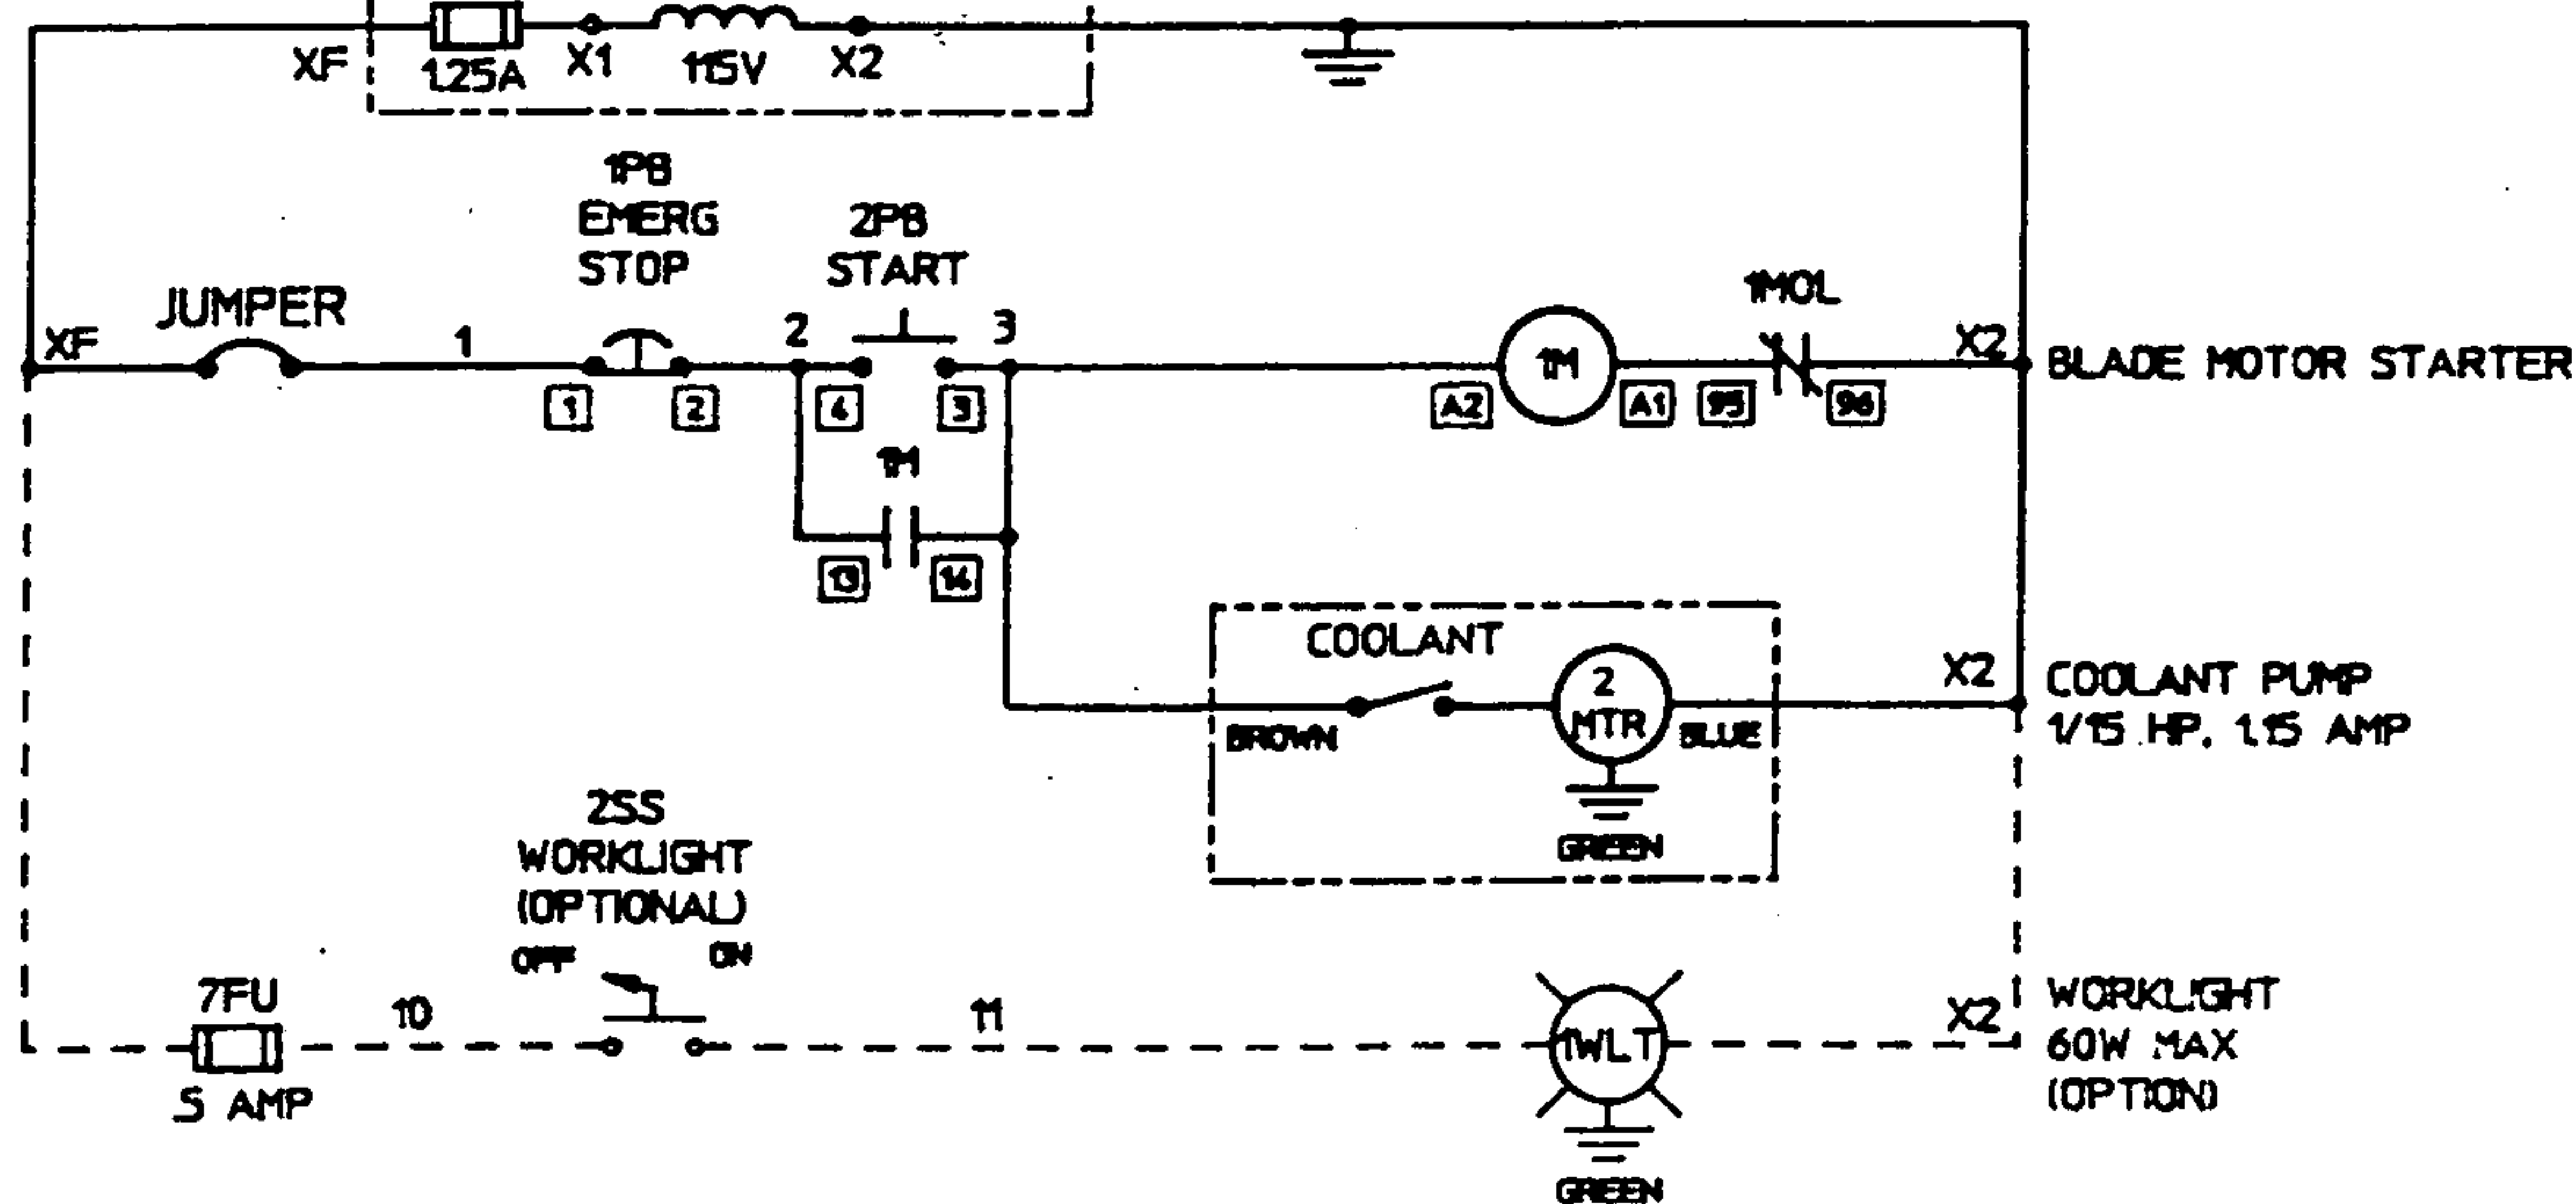 XF
1.25A
X1
115V
X2
1PB
EMERG
STOP
2PB
START
JUMPER
XF
1
2
3
1MOL
1M
X2
BLADE MOTOR STARTER
1
2
4
3
A2
A1
95
96
1M
13
14
COOLANT
2
MTR
BROWN
BLUE
GREEN
X2
COOLANT PUMP
1/15 HP, 1.15 AMP
2SS
WORKLIGHT
(OPTIONAL)
OFF
ON
7FU
.5 AMP
10
11
1WLT
GREEN
X2
WORKLIGHT
60W MAX
(OPTION)